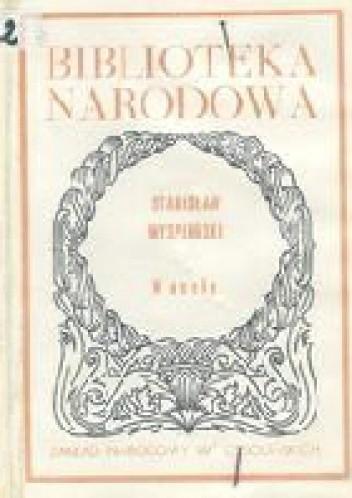 2
BIBLIOTEKA
NARODOWA
STANISŁAW
WYSPIAŃSKI
Wesele
ZAKŁAD NARODOWY IM. OSSOLIŃSKICH